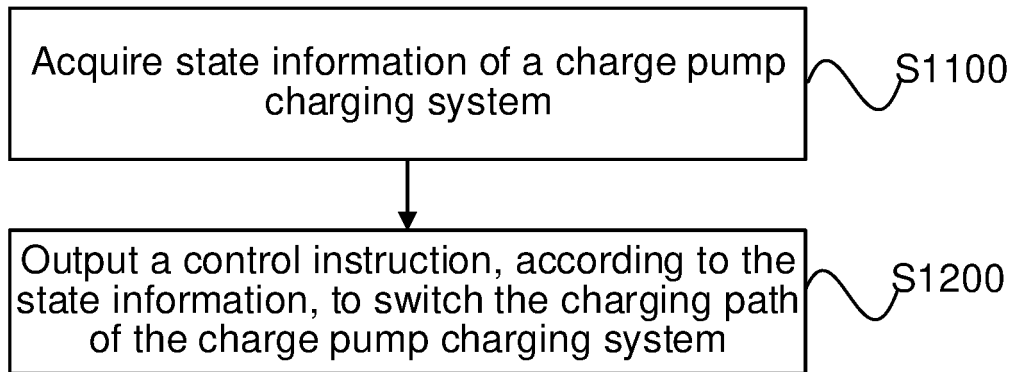 Acquire state information of a charge pump
charging system
S1100
Output a control instruction, according to the
state information, to switch the charging path
of the charge pump charging system
S1200